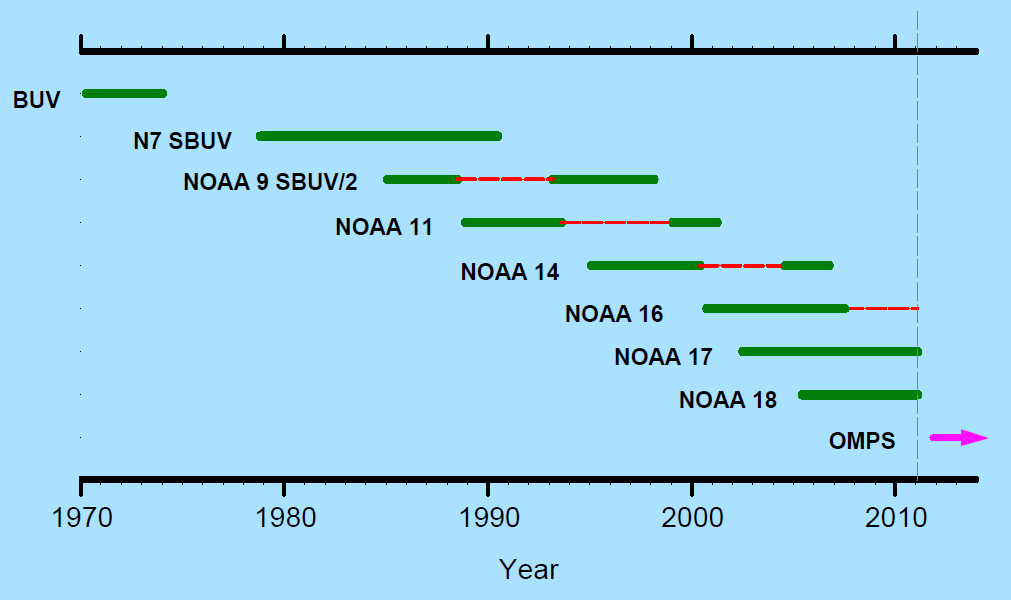 BUV
N7 SBUV
NOAA 9 SBUV/2
NOAA 11
NOAA 14
NOAA 16
NOAA 17
NOAA 18
OMPS
1970 1980 1990 2000 2010
Year